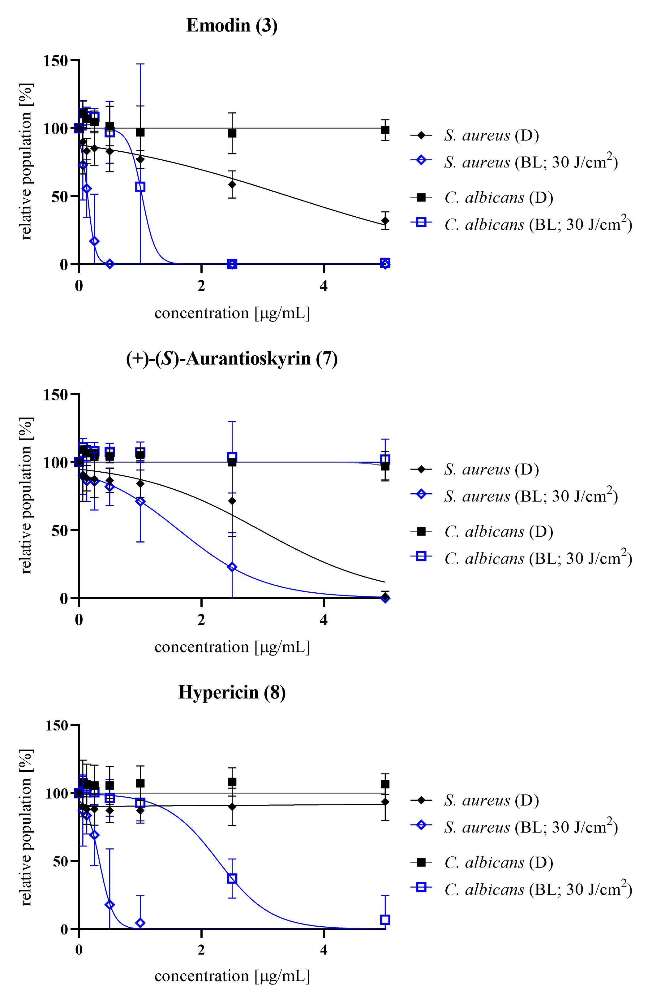 Emodin (3)
150
100
50
0
0 2 4
relative population [%]
concentration [µg/mL]
S. aureus (D)
S. aureus (BL; 30 J/cm²)
C. albicans (D)
C. albicans (BL; 30 J/cm²)
(+)-(S)-Aurantioskyrin (7)
150
100
50
0
0 2 4
relative population [%]
concentration [µg/mL]
S. aureus (D)
S. aureus (BL; 30 J/cm²)
C. albicans (D)
C. albicans (BL; 30 J/cm²)
Hypericin (8)
150
100
50
0
0 2 4
relative population [%]
concentration [µg/mL]
S. aureus (D)
S. aureus (BL; 30 J/cm²)
C. albicans (D)
C. albicans (BL; 30 J/cm²)